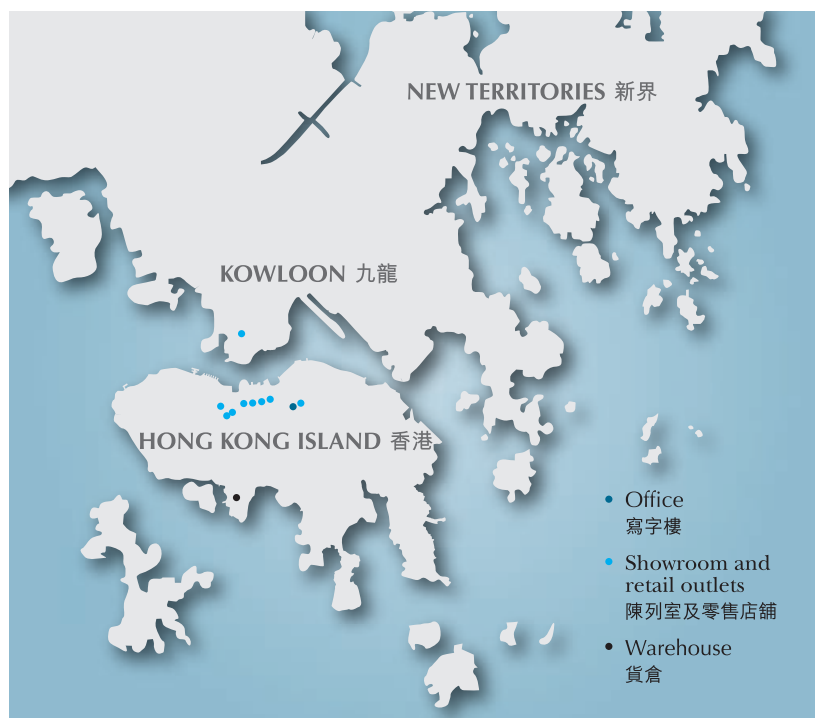 NEW TERRITORIES 新界
KOWLOON 九龍
HONG KONG ISLAND 香港
Office
寫字樓
Showroom and
retail outlets
陳列室及零售店舖
Warehouse
貨倉